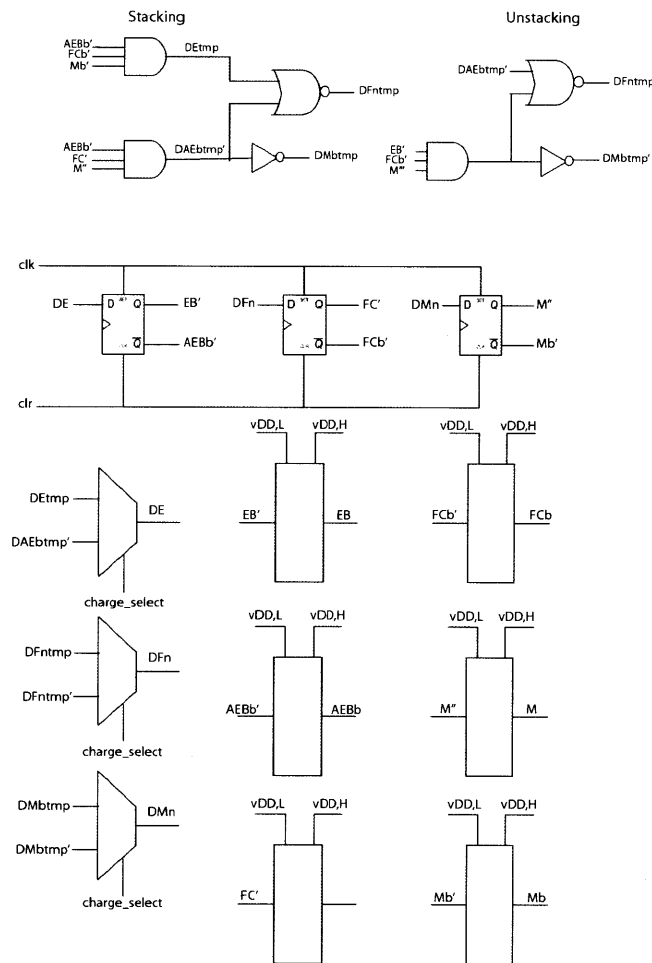 Stacking
Unstacking
AEBb'
FCb'
Mb'
DEtmp
DFntmp
AEBb'
FC'
M"
DAEbtmp'
DMbtmp
DAEbtmp'
DFntmp
EB'
FCb'
M'"
DMbtmp'
clk
DE
D
Q
EB'
Q
AEBb'
DFn
D
Q
FC'
Q
FCb'
DMn
D
Q
M"
Q
Mb'
clr
DEtmp
DE
DAEbtmp'
charge_select
vDD,L
vDD,H
EB'
EB
vDD,L
vDD,H
FCb'
FCb
DFntmp
DFn
DFntmp'
charge_select
vDD,L
vDD,H
AEBb'
AEBb
vDD,L
vDD,H
M"
M
DMbtmp
DMn
DMbtmp'
charge_select
vDD,L
vDD,H
FC'
vDD,L
vDD,H
Mb'
Mb